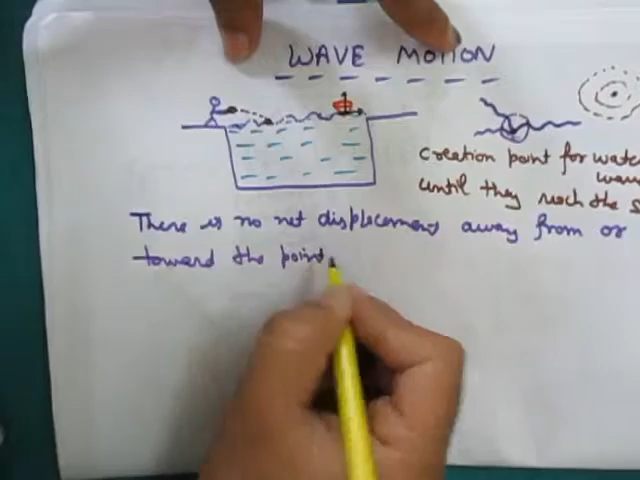 WAVE MOTION
creation point for water
wav
until they reach the s
There is no net displacement away from or
toward the point